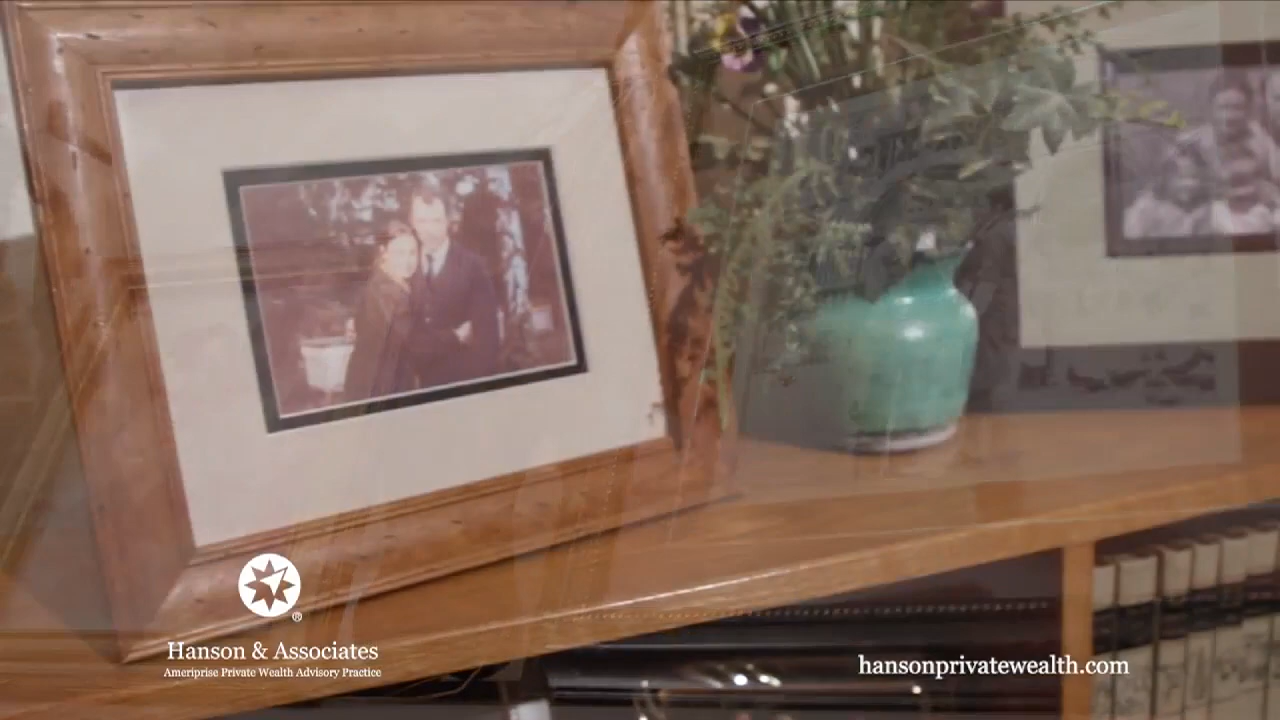 ®
Hanson & Associates
Ameriprise Private Wealth Advisory Practice
hansonprivatewealth.com